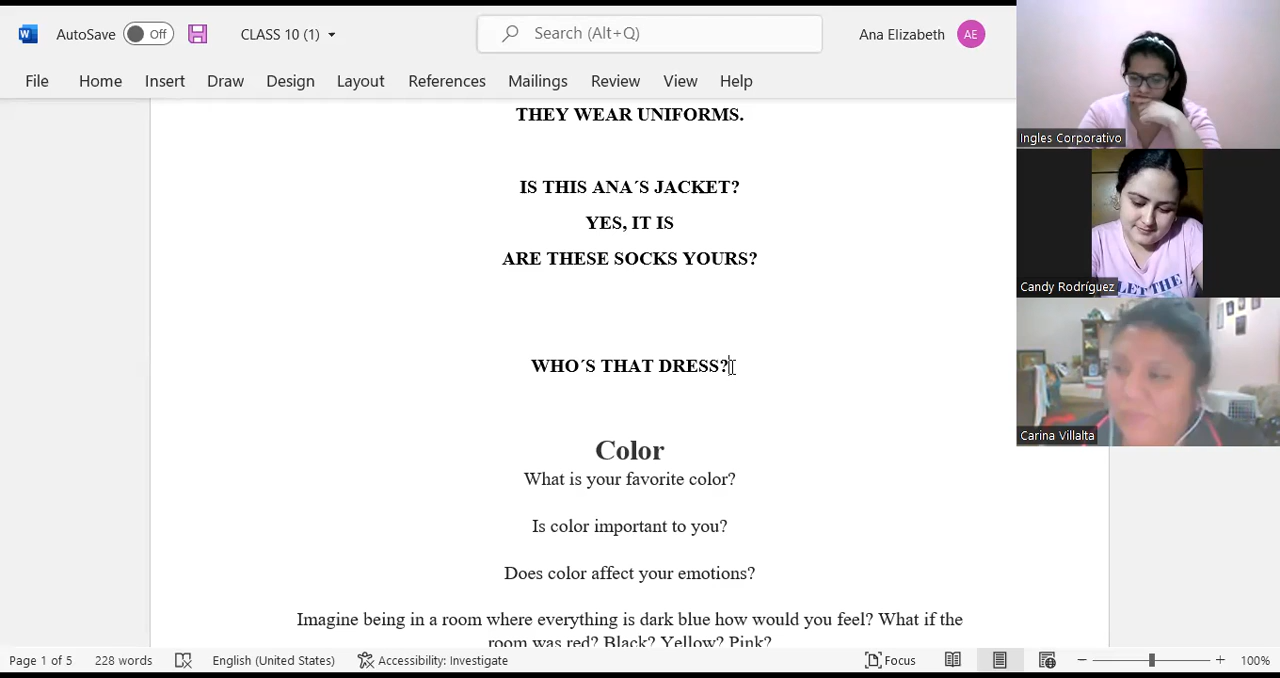 AutoSave Off CLASS 10 (1) Search (Alt+Q) Ana Elizabeth AE
File Home Insert Draw Design Layout References Mailings Review View Help
THEY WEAR UNIFORMS.
IS THIS ANA´S JACKET?
YES, IT IS
ARE THESE SOCKS YOURS?
WHO´S THAT DRESS?
Color
What is your favorite color?
Is color important to you?
Does color affect your emotions?
Imagine being in a room where everything is dark blue how would you feel? What if the
room was red? Black? Yellow? Pink?
Page 1 of 5 228 words English (United States) Accessibility: Investigate Focus 100%
Ingles Corporativo
LET THE
Candy Rodríguez
Carina Villalta